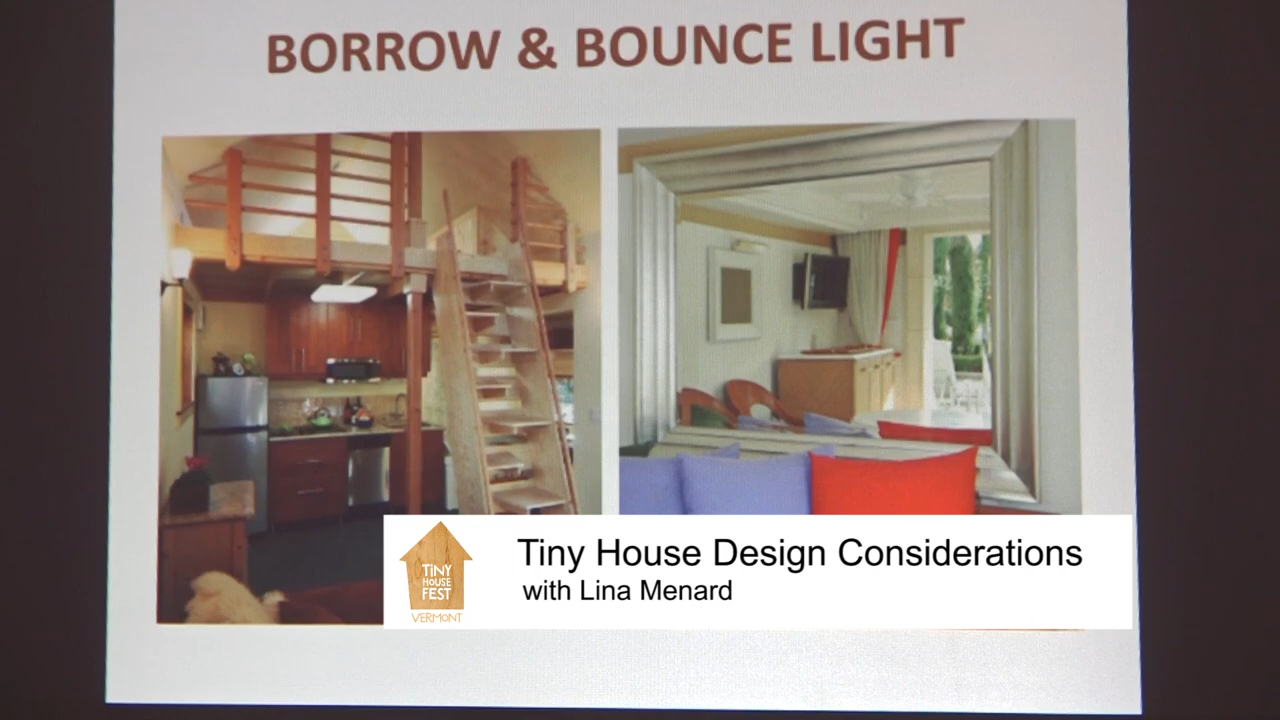 BORROW & BOUNCE LIGHT
Tiny House Design Considerations
with Lina Menard
TiNY
HOUSE
FEST
VERMONT